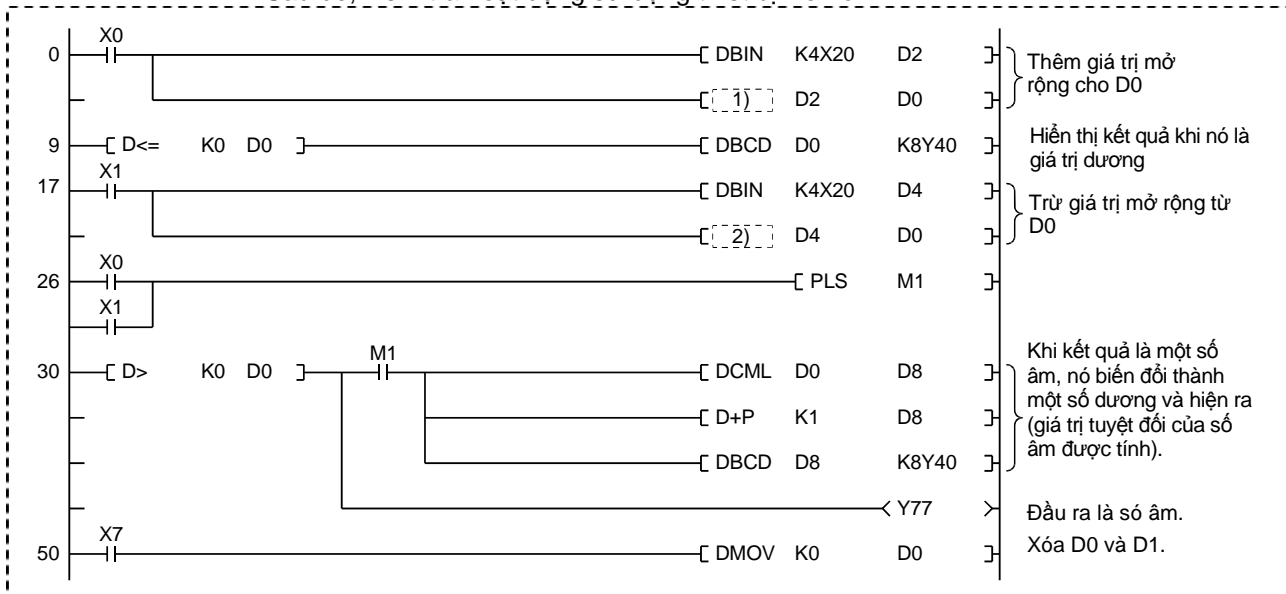 X0
0 DBIN K4X20 D2
1) D2 D0
Thêm giá trị mở
rộng cho D0
9 D<= K0 D0 DBCD D0 K8Y40
Hiển thị kết quả khi nó là
giá trị dương
X1
17 DBIN K4X20 D4
2) D4 D0
Trừ giá trị mở rộng từ
D0
X0
26 PLS M1
X1
M1
30 D> K0 D0 DCML D0 D8
D+P K1 D8
DBCD D8 K8Y40
Khi kết quả là một số
âm, nó biến đổi thành
một số dương và hiện ra
(giá trị tuyệt đối của số
âm được tính).
Y77
Đầu ra là só âm.
X7
50 DMOV K0 D0
Xóa D0 và D1.